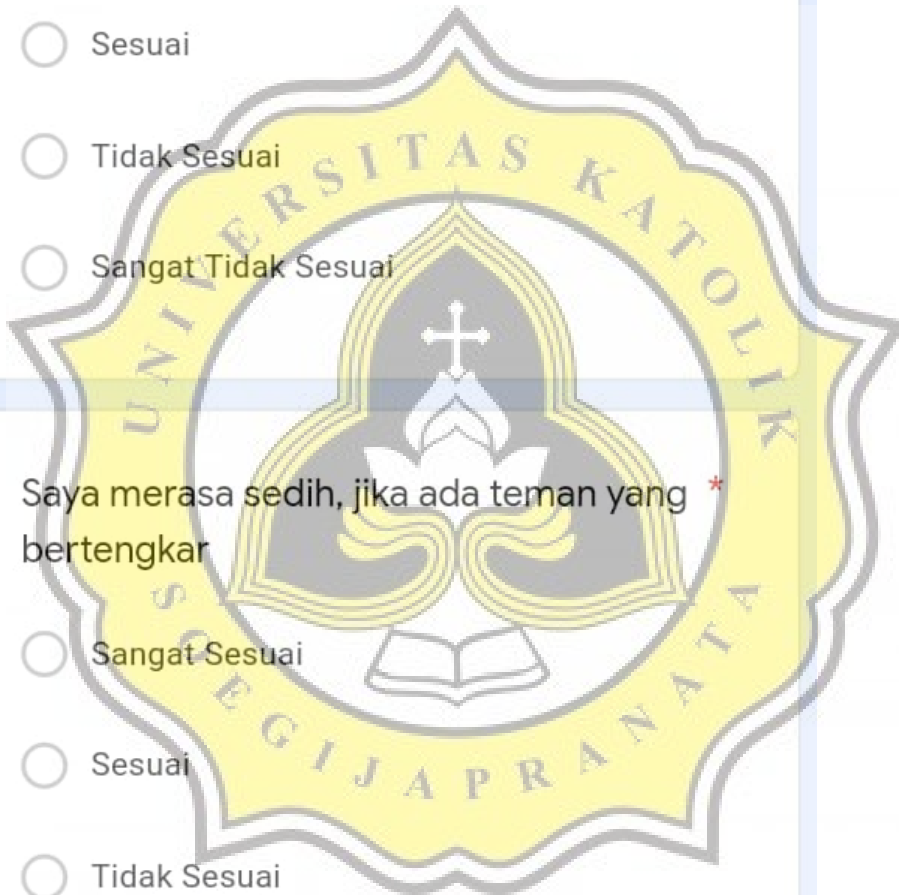 Sesuai
Tidak Sesuai
Sangat Tidak Sesuai
UNIVERSITAS KATOLIK
Saya merasa sedih, jika ada teman yang *
bertengkar
SOEGIJAPRANATA
Sangat Sesuai
Sesuai
Tidak Sesuai